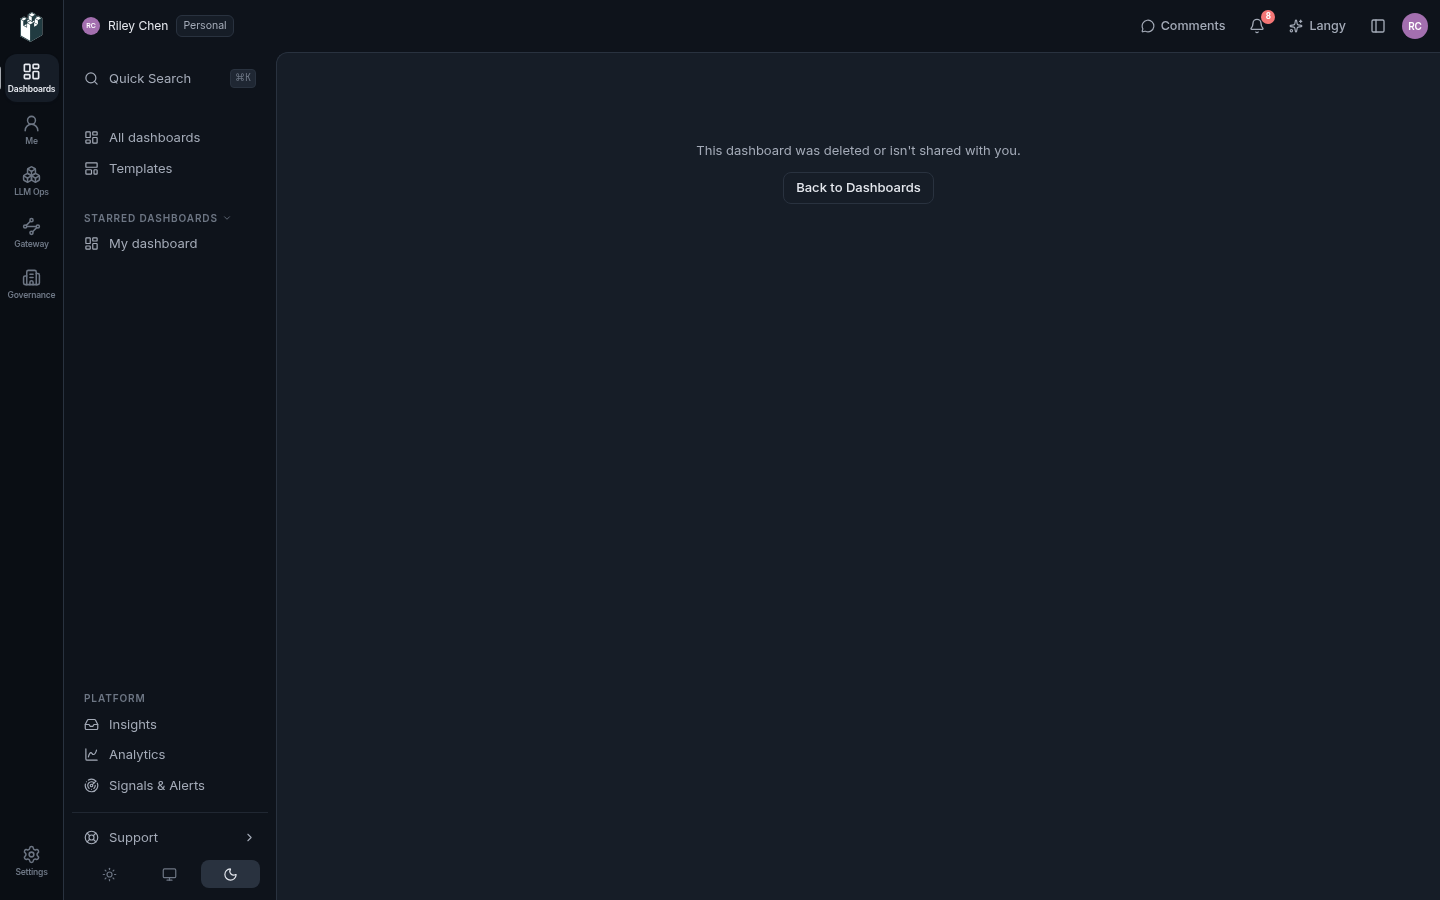 RC Riley Chen Personal
Comments
8
Langy
RC
Dashboards
Me
LLM Ops
Gateway
Governance
Settings
Quick Search ⌘K
All dashboards
Templates
STARRED DASHBOARDS
My dashboard
PLATFORM
Insights
Analytics
Signals & Alerts
Support
This dashboard was deleted or isn't shared with you.
Back to Dashboards